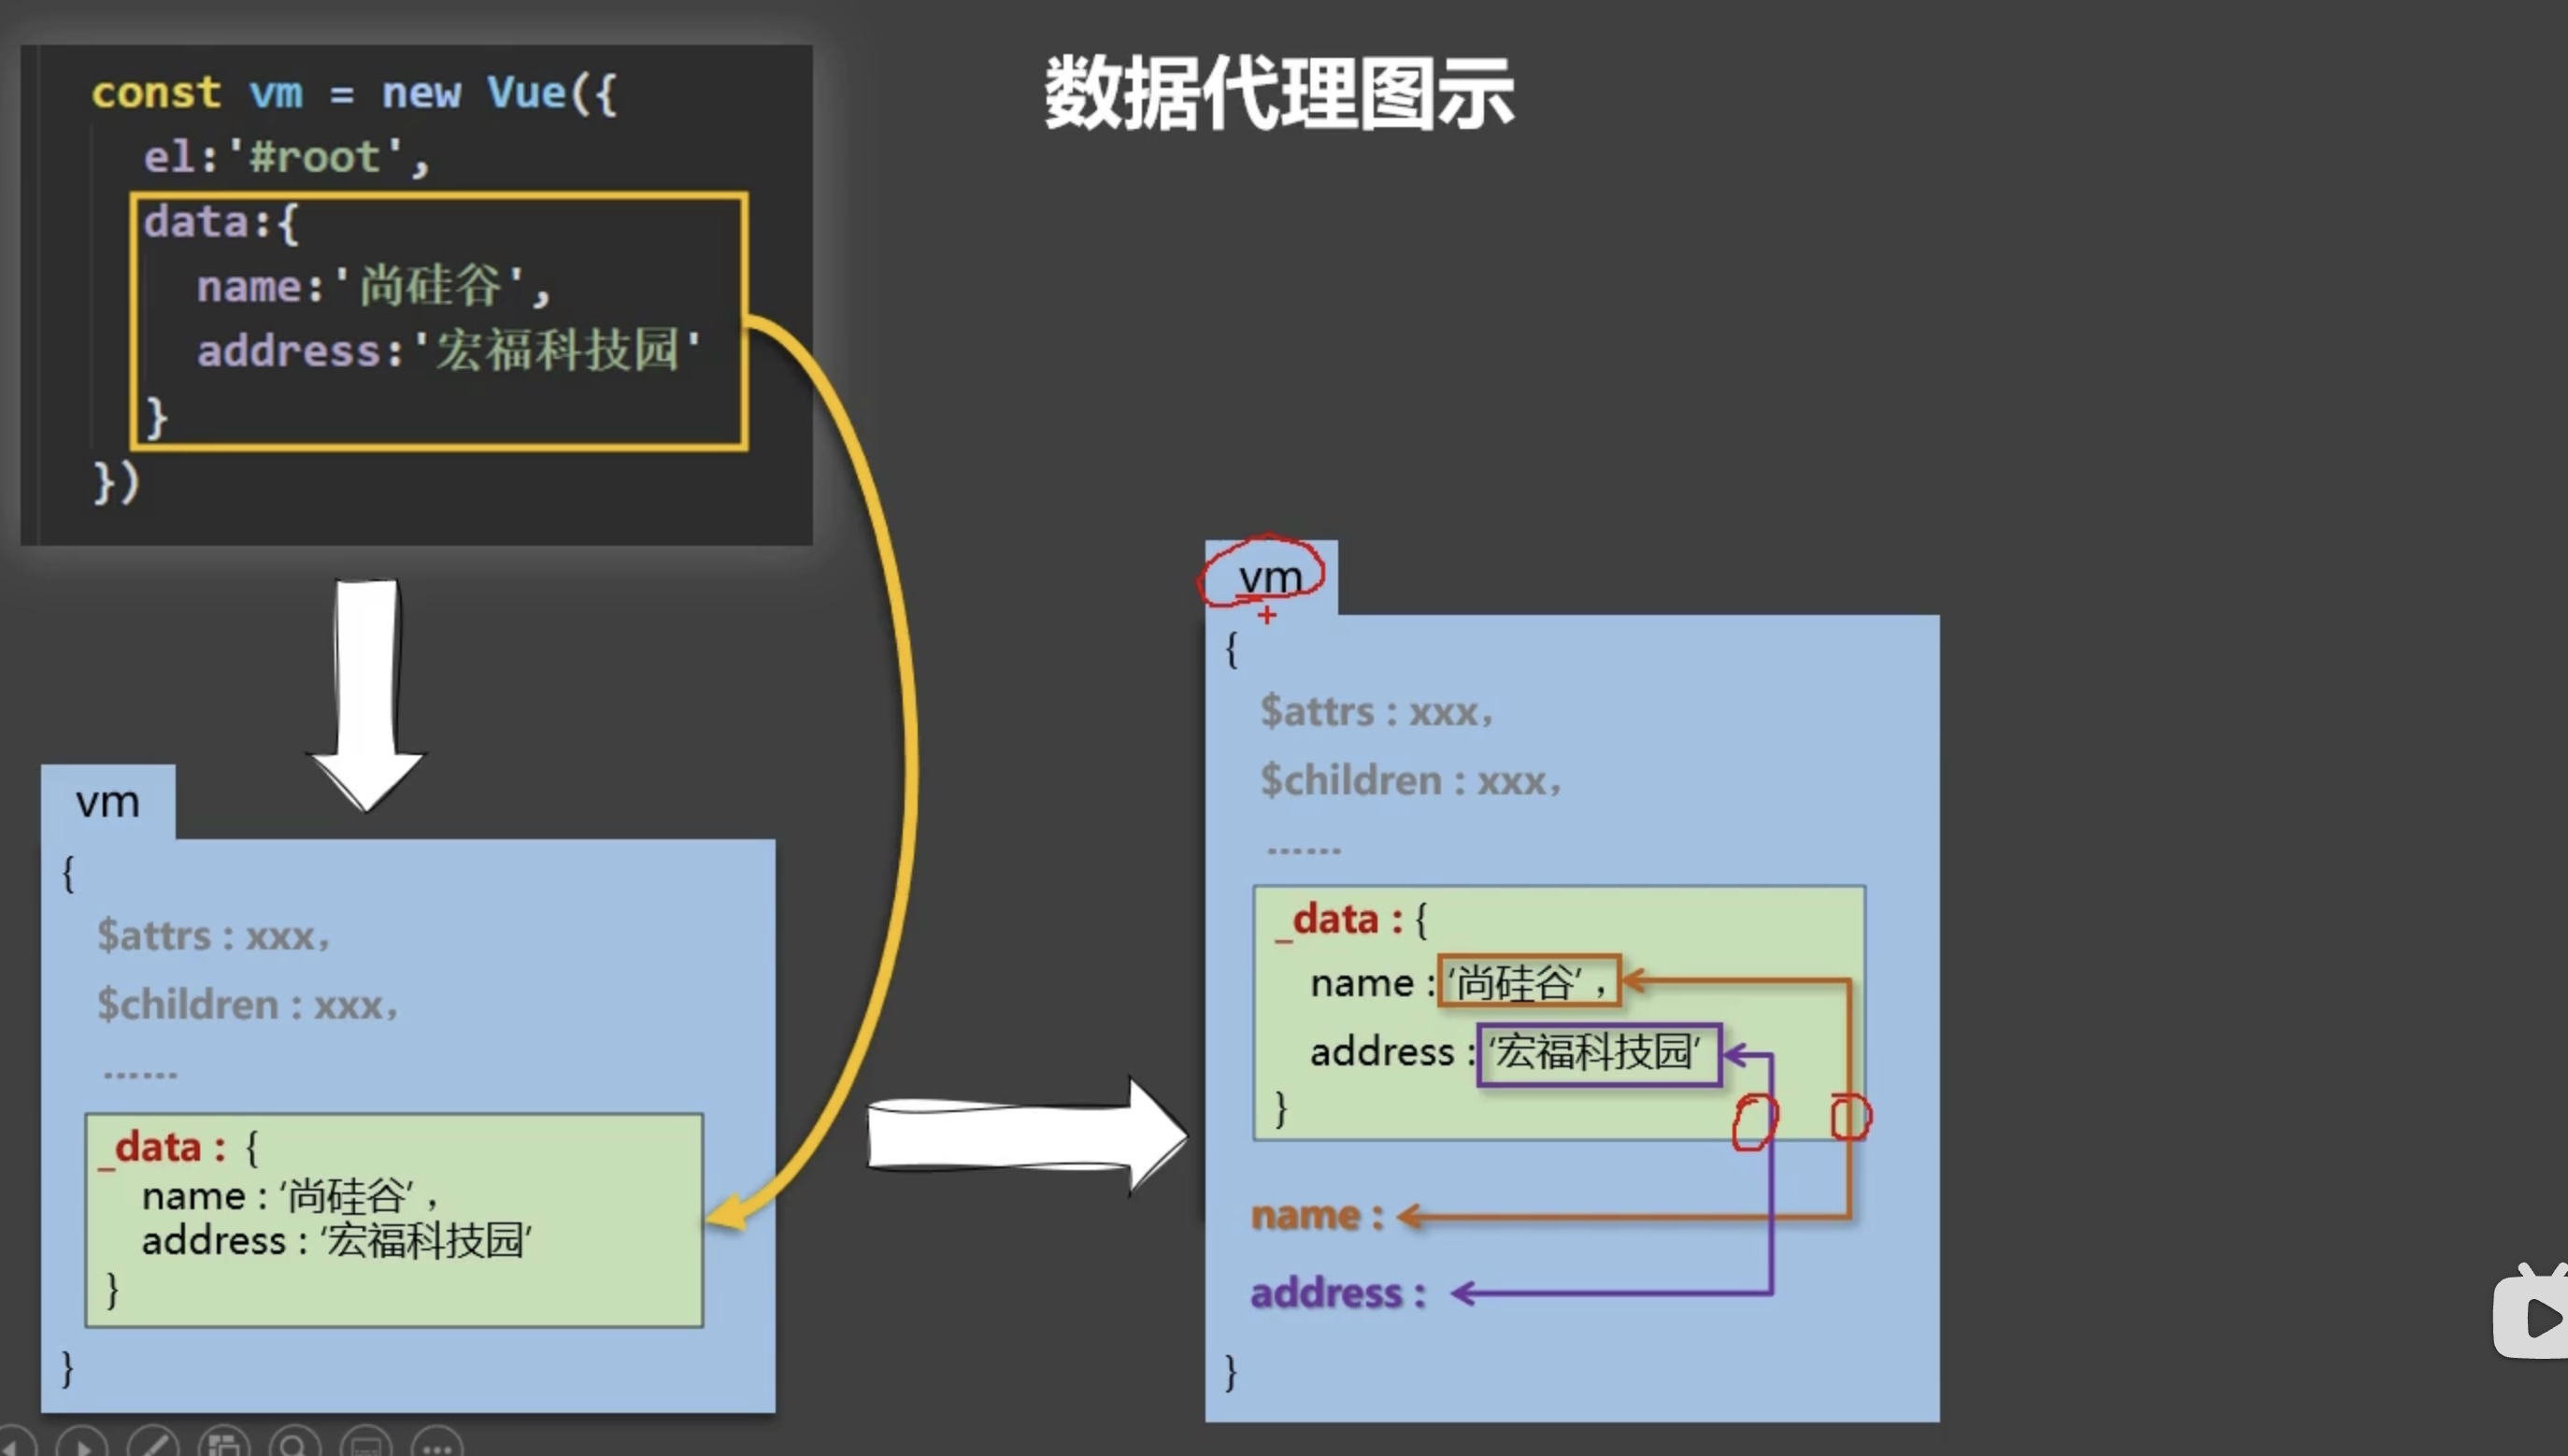 数据代理图示
const vm = new Vue({
el:'#root',
data:{
name:'尚硅谷',
address:'宏福科技园'
}
})
vm
{
$attrs : xxx，
$children : xxx，
......
_data : {
name : ‘尚硅谷’ ，
address : ‘宏福科技园’
}
}
vm
{
$attrs : xxx，
$children : xxx，
......
_data : {
name : ‘尚硅谷’ ，
address : ‘宏福科技园’
}
name :
address :
}